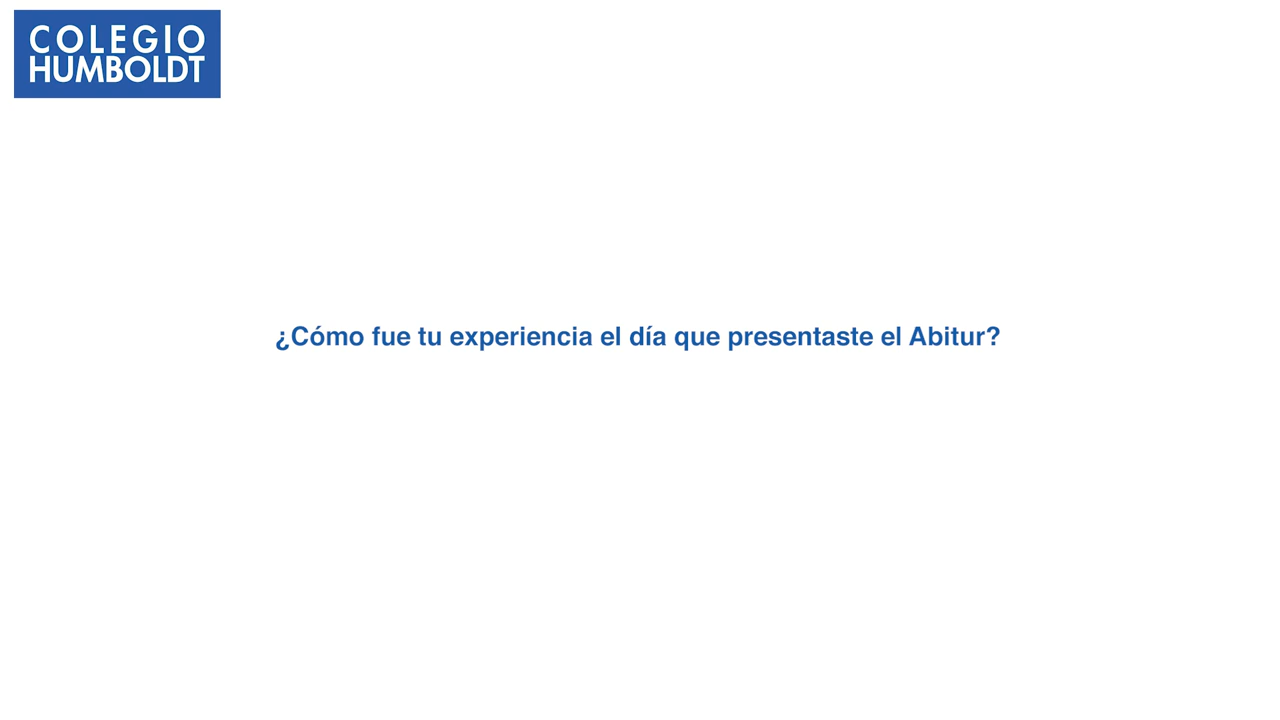 COLEGIO
HUMBOLDT
¿Cómo fue tu experiencia el día que presentaste el Abitur?